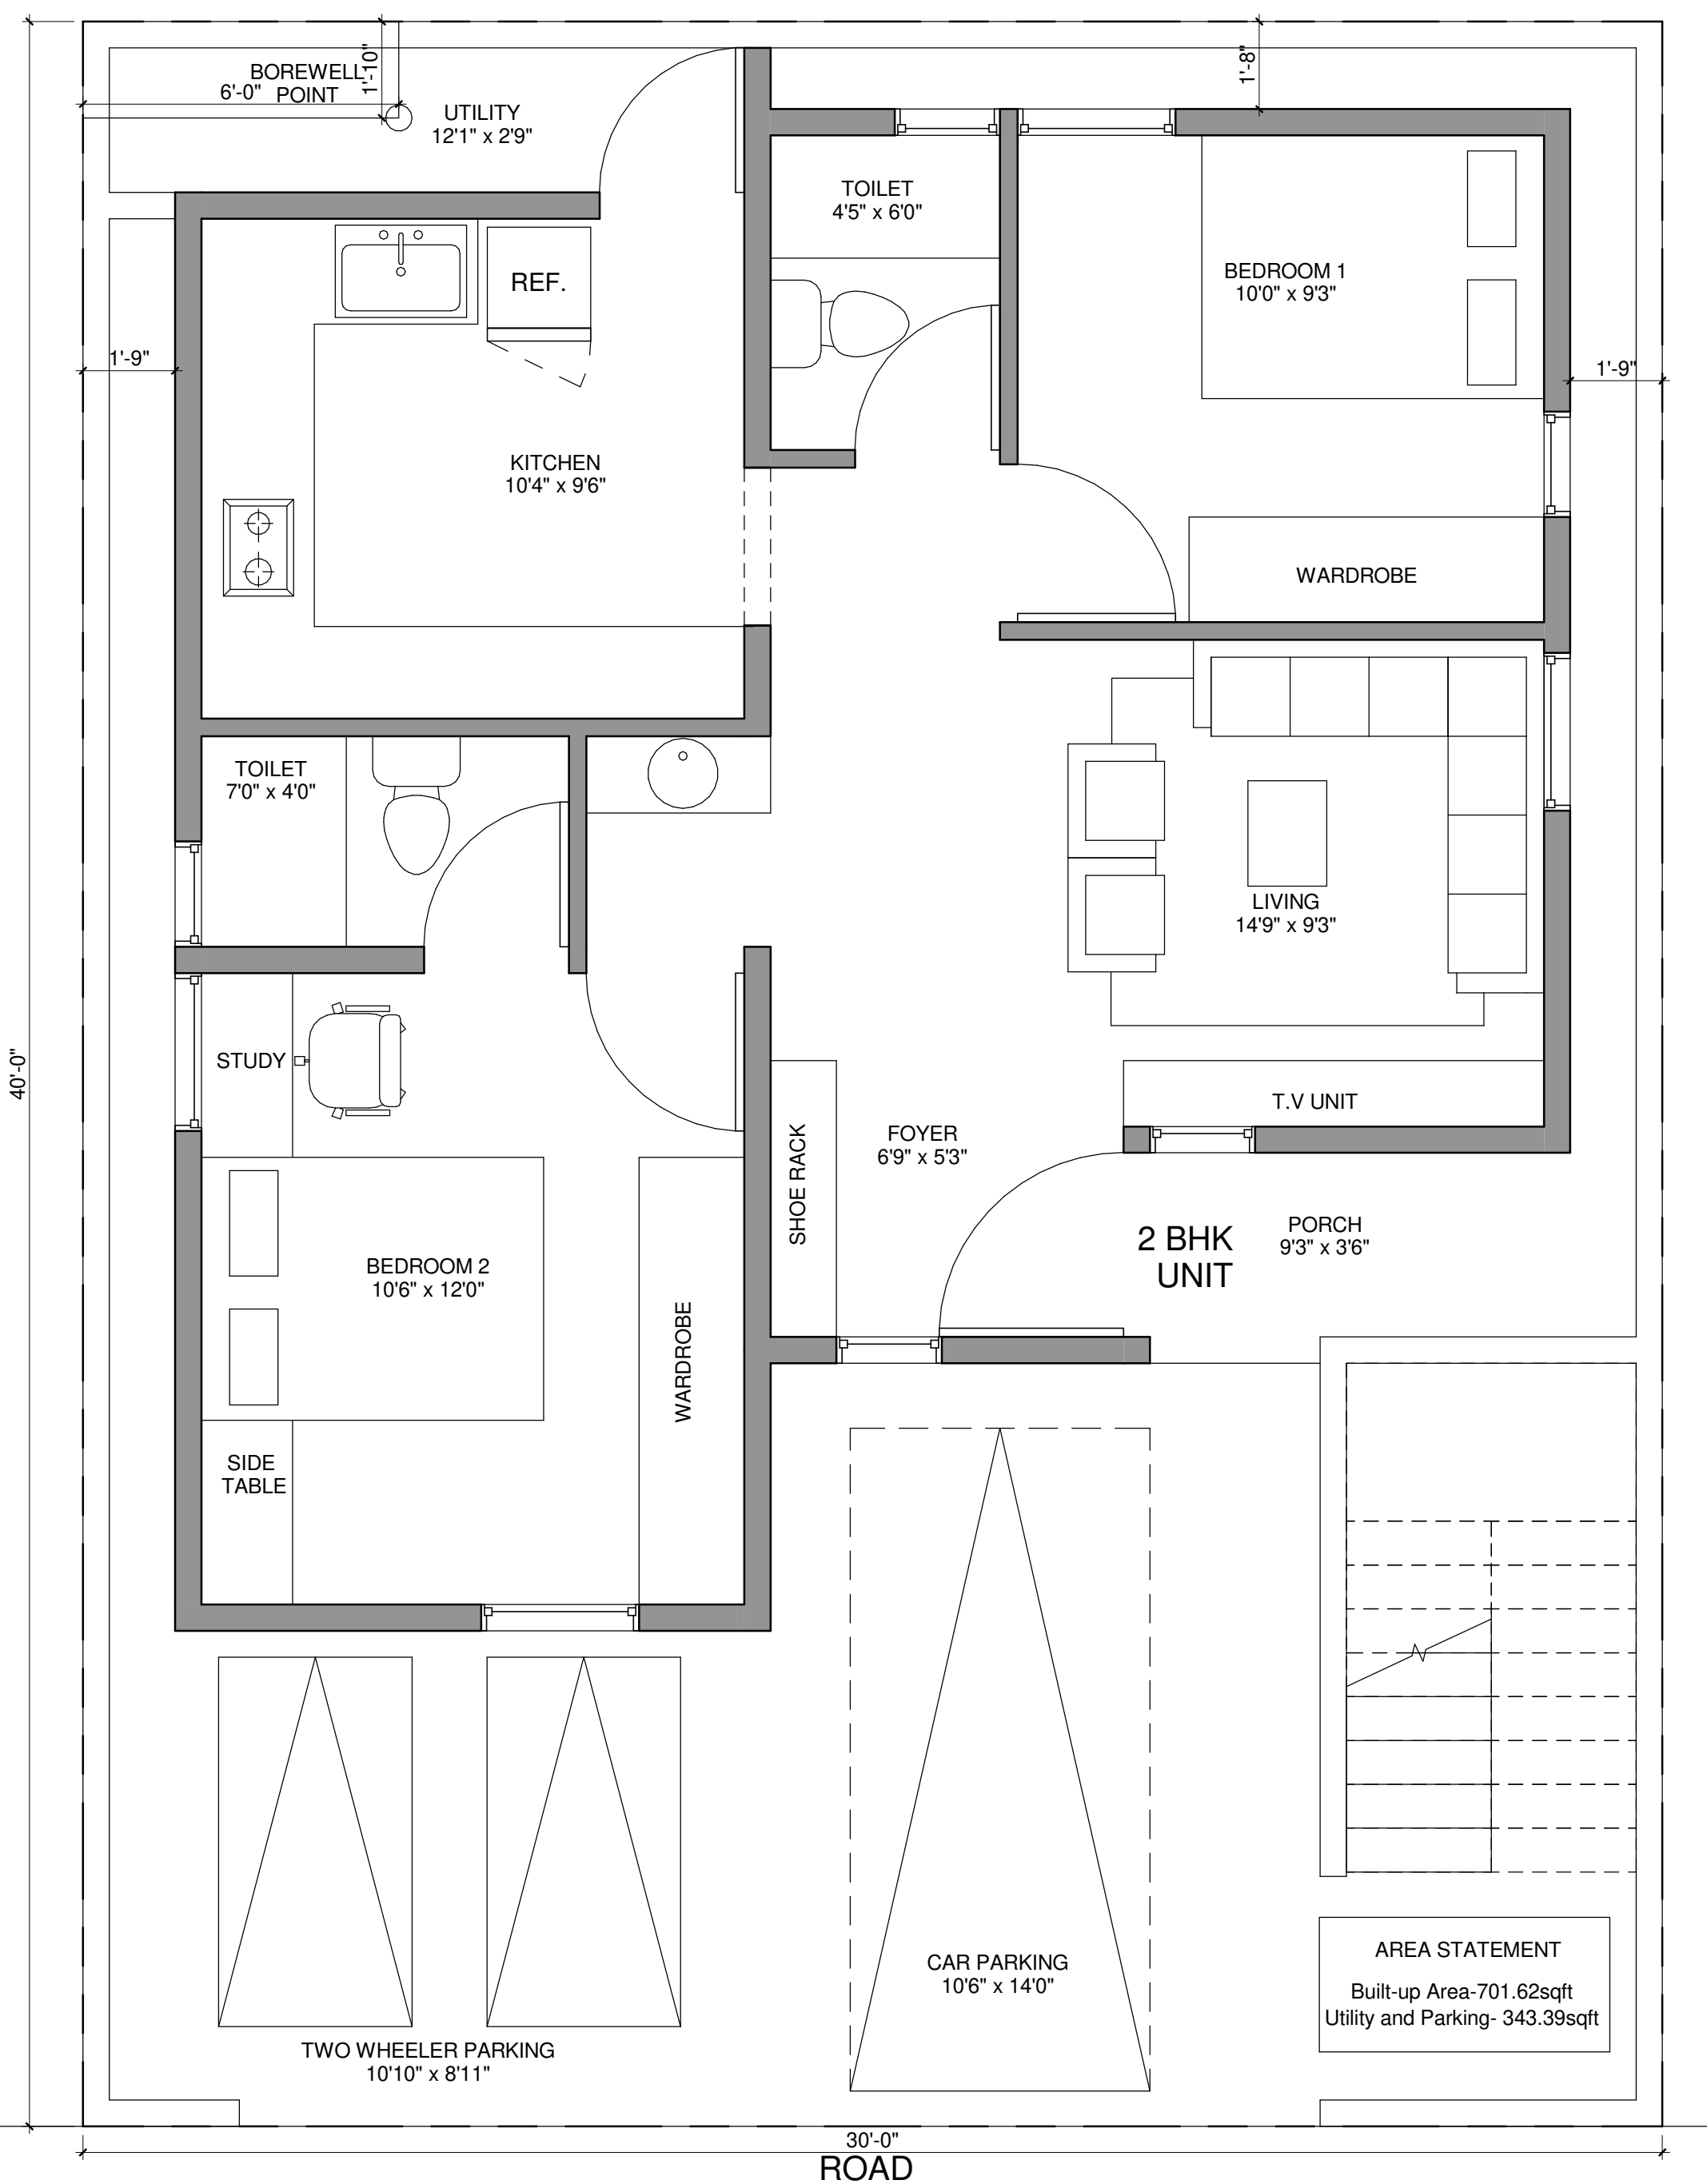 BOREWELL
POINT
6'-0"
1'-10"
1'-8"
UTILITY
12'1" x 2'9"
TOILET
4'5" x 6'0"
BEDROOM 1
10'0" x 9'3"
REF.
1'-9"
1'-9"
KITCHEN
10'4" x 9'6"
WARDROBE
TOILET
7'0" x 4'0"
LIVING
14'9" x 9'3"
40'-0"
STUDY
T.V UNIT
SHOE RACK
FOYER
6'9" x 5'3"
2 BHK
UNIT
PORCH
9'3" x 3'6"
BEDROOM 2
10'6" x 12'0"
WARDROBE
SIDE
TABLE
CAR PARKING
10'6" x 14'0"
AREA STATEMENT
Built-up Area-701.62sqft
Utility and Parking- 343.39sqft
TWO WHEELER PARKING
10'10" x 8'11"
30'-0"
ROAD